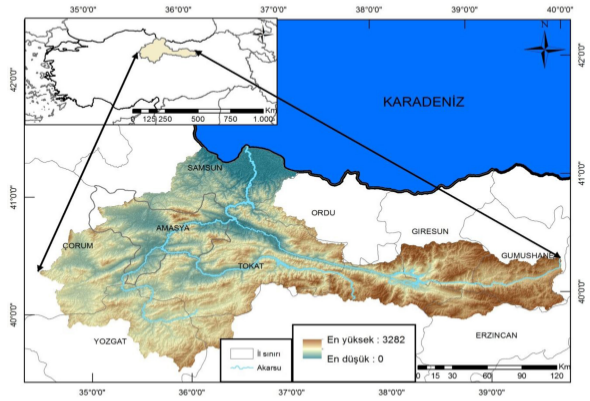 35°0'0" 36°0'0" 37°0'0" 38°0'0" 39°0'0" 40°0'0"
N
42°0'0"
42°0'0"
0 125 250 500 750 1.000 Km
KARADENİZ
41°0'0"
41°0'0"
SAMSUN
ORDU
AMASYA
GIRESUN
ÇORUM
GUMUSHANE
TOKAT
40°0'0"
40°0'0"
YOZGAT
ERZINCAN
İl sınırı
Akarsu
En yüksek : 3282
En düşük : 0
0 15 30 60 90 120 Km
35°0'0" 36°0'0" 37°0'0" 38°0'0" 39°0'0"